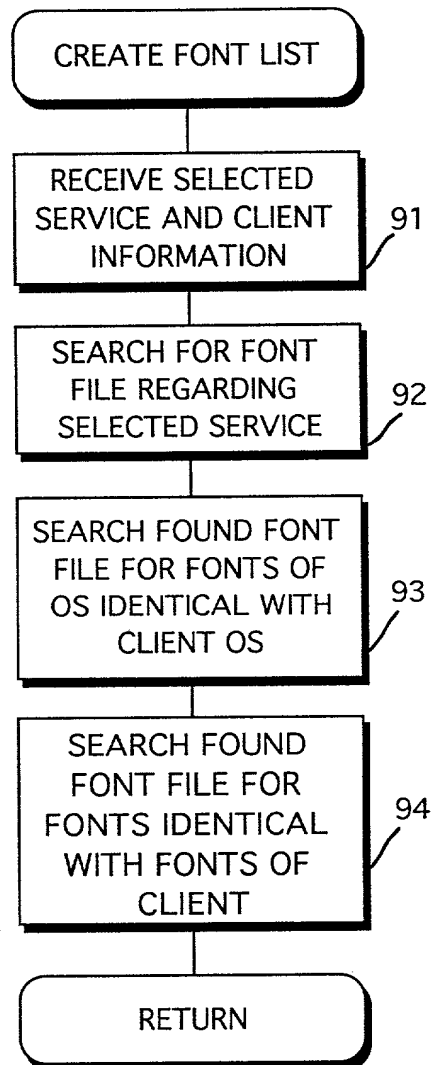 CREATE FONT LIST
RECEIVE SELECTED
SERVICE AND CLIENT
INFORMATION
91
SEARCH FOR FONT
FILE REGARDING
SELECTED SERVICE
92
SEARCH FOUND FONT
FILE FOR FONTS OF
OS IDENTICAL WITH
CLIENT OS
93
SEARCH FOUND
FONT FILE FOR
FONTS IDENTICAL
WITH FONTS OF
CLIENT
94
RETURN